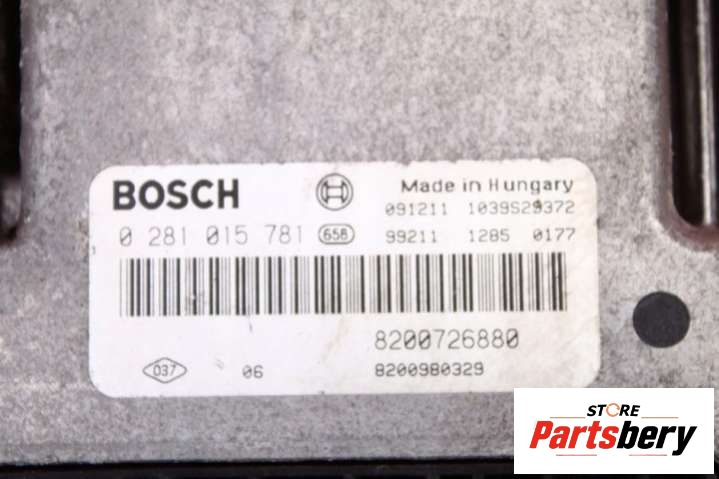 BOSCH
Made in Hungary
091211 1039S29372
0 281 015 781 658 99211 1285 0177
8200726880
037 06 8200980329
STORE
Partsbery